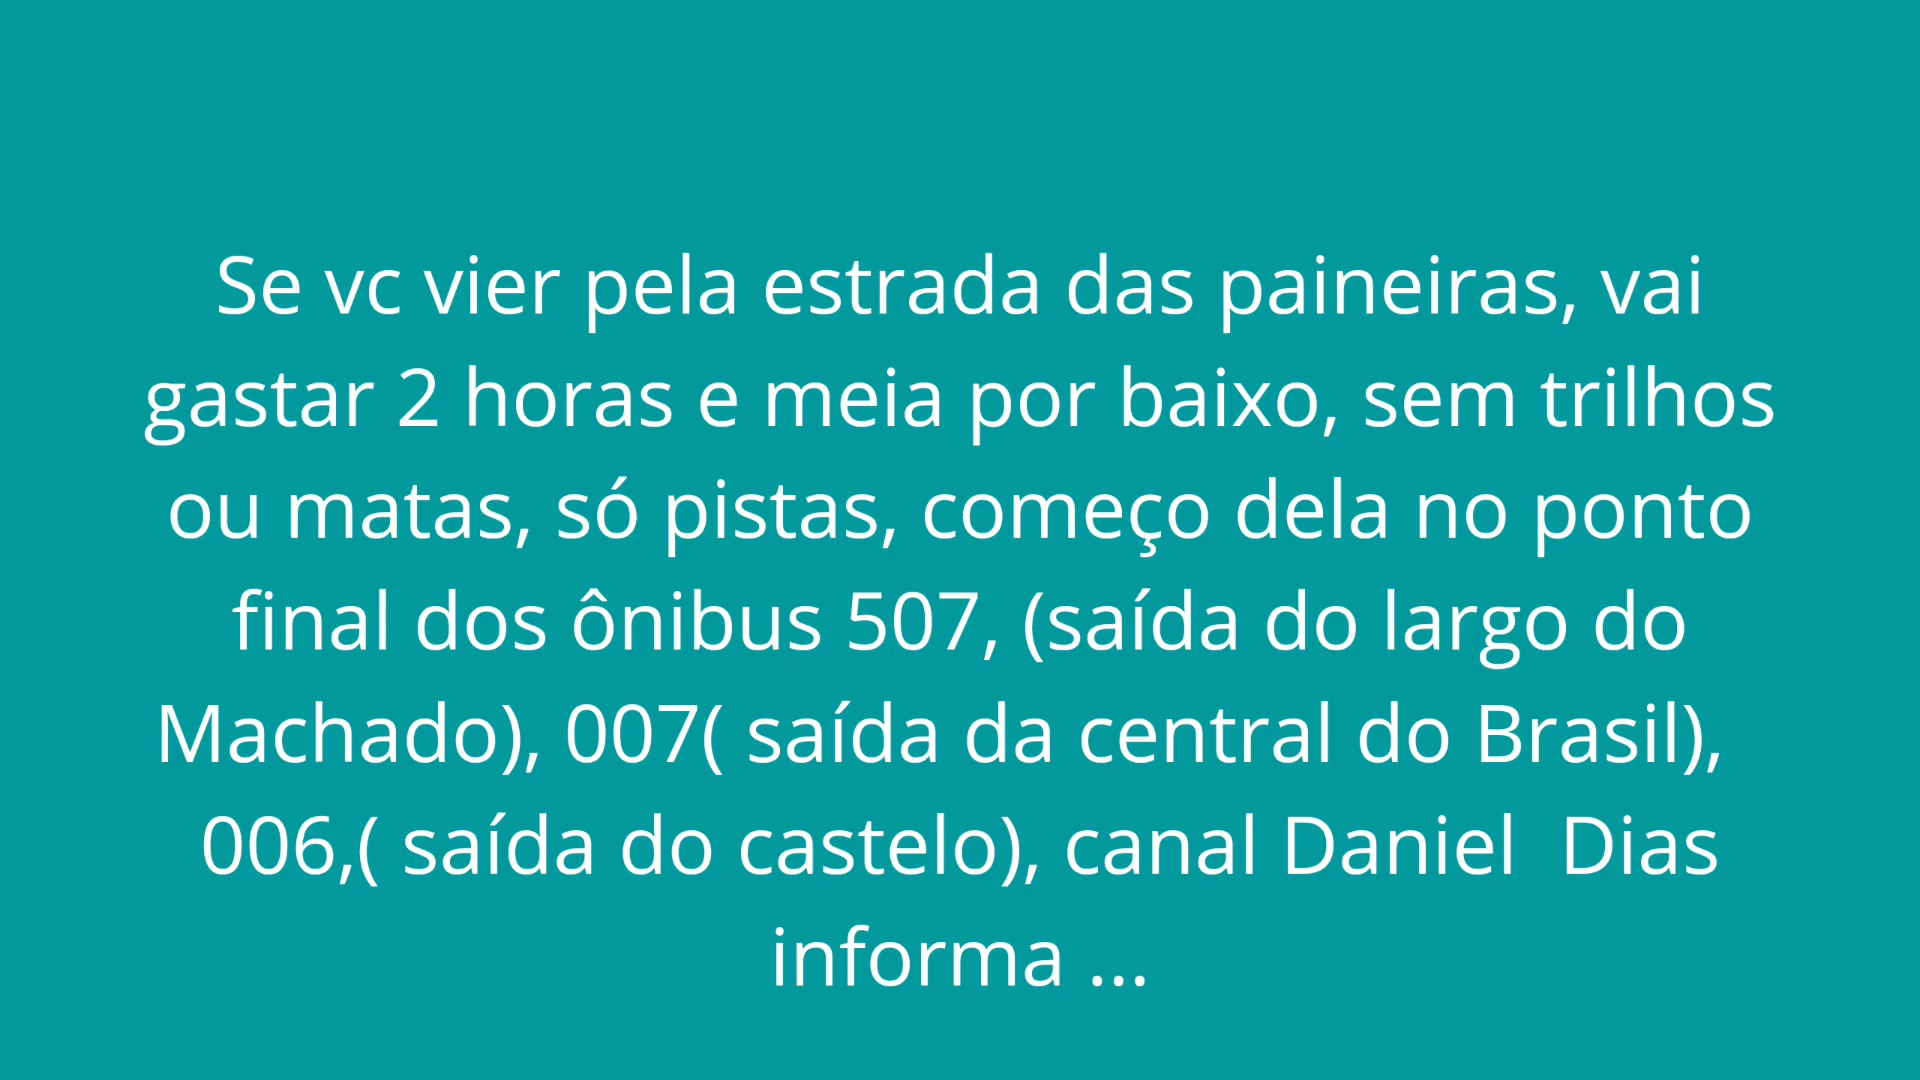 Se vc vier pela estrada das paineiras, vai
gastar 2 horas e meia por baixo, sem trilhos
ou matas, só pistas, começo dela no ponto
final dos ônibus 507, (saída do largo do
Machado), 007( saída da central do Brasil),
006,( saída do castelo), canal Daniel  Dias
informa ...